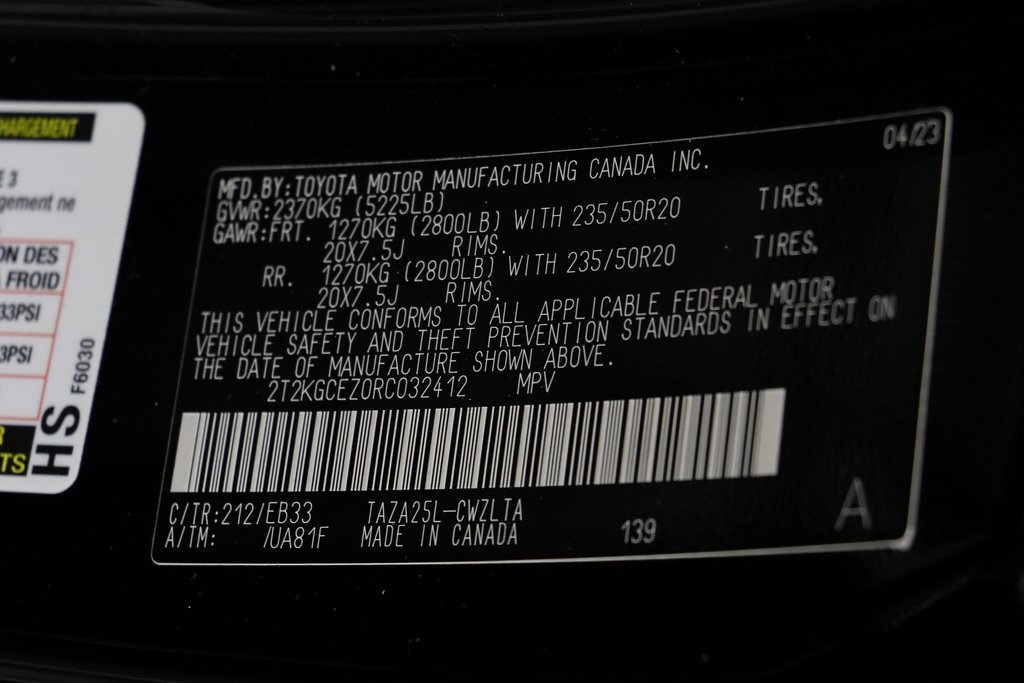 CHARGEMENT
E 3
gement ne
ON DES
A FROID
33PSI
3PSI
R
TS
HS
F6030
04/23
MFD.BY:TOYOTA MOTOR MANUFACTURING CANADA INC.
GVWR:2370KG (5225LB)
GAWR:FRT. 1270KG (2800LB) WITH 235/50R20 TIRES,
20X7.5J RIMS.
RR. 1270KG (2800LB) WITH 235/50R20 TIRES,
20X7.5J RIMS.
THIS VEHICLE CONFORMS TO ALL APPLICABLE FEDERAL MOTOR
VEHICLE SAFETY AND THEFT PREVENTION STANDARDS IN EFFECT ON
THE DATE OF MANUFACTURE SHOWN ABOVE.
2T2KGCEZ0RC032412 MPV
C/TR:212/EB33 TAZA25L-CWZLTA
A/TM: /UA81F MADE IN CANADA 139
A